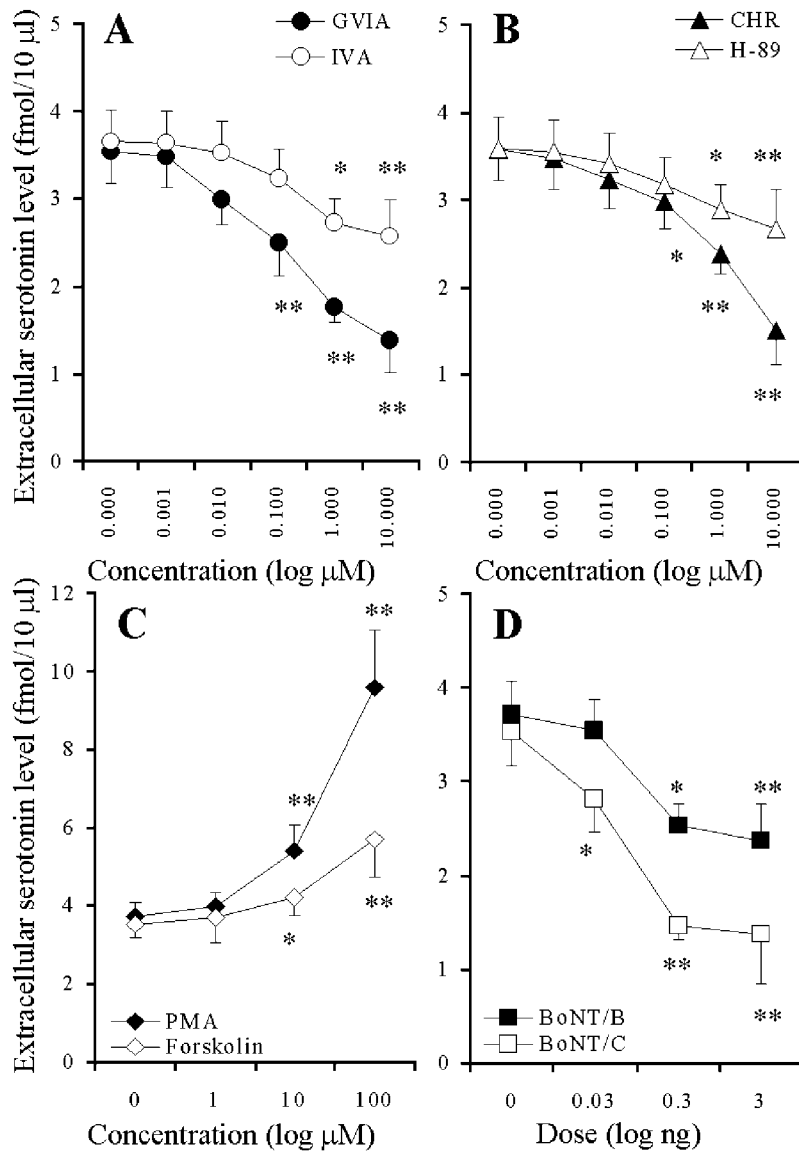 A
GVIA
IVA
Extracellular serotonin level (fmol/10 µl)
5
4
3
2
1
0
* **
**
**
**
0.000 0.001 0.010 0.100 1.000 10.000
Concentration (log µM)
B
CHR
H-89
5
4
3
2
1
0
* **
*
**
**
0.000 0.001 0.010 0.100 1.000 10.000
Concentration (log µM)
C
Extracellular serotonin level (fmol/10 µl)
12
10
8
6
4
2
0
**
**
*
**
PMA
Forskolin
0 1 10 100
Concentration (log µM)
D
5
4
3
2
1
0
* **
*
**
**
BoNT/B
BoNT/C
0 0.03 0.3 3
Dose (log ng)